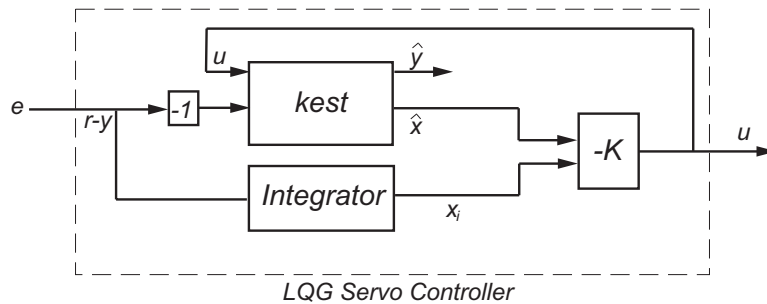 u
ŷ
kest
e
r-y
-1
x̂
-K
u
Integrator
xᵢ
LQG Servo Controller